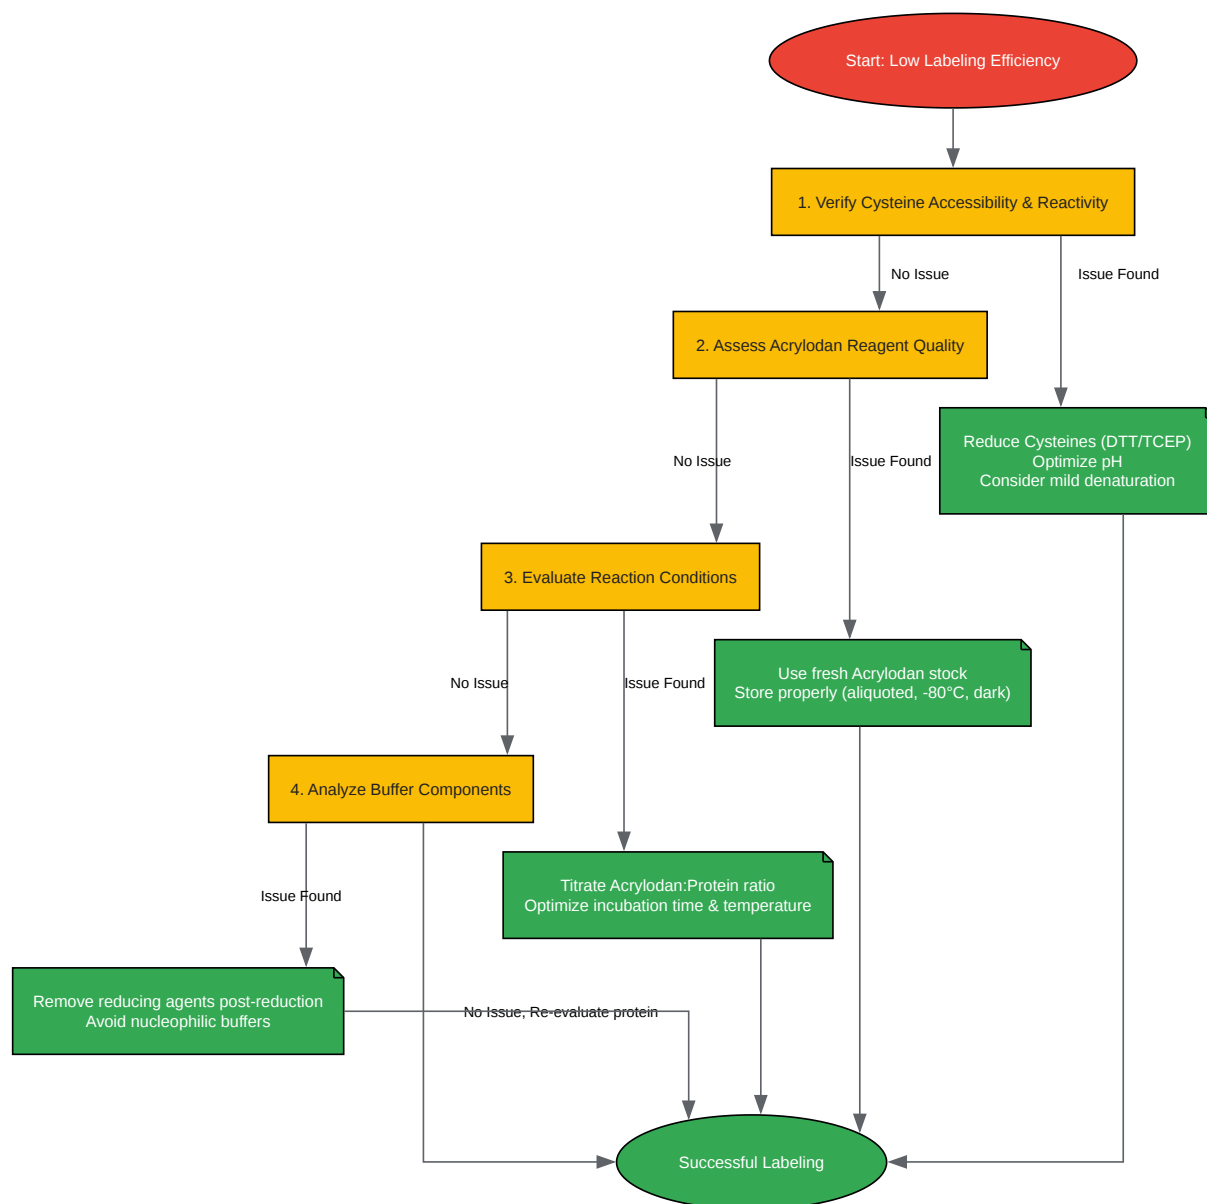 Start: Low Labeling Efficiency
1. Verify Cysteine Accessibility & Reactivity
No Issue
Issue Found
2. Assess Acrylodan Reagent Quality
Reduce Cysteines (DTT/TCEP)
Optimize pH
Consider mild denaturation
No Issue
Issue Found
3. Evaluate Reaction Conditions
Use fresh Acrylodan stock
Store properly (aliquoted, -80°C, dark)
No Issue
Issue Found
4. Analyze Buffer Components
Titrate Acrylodan:Protein ratio
Optimize incubation time & temperature
Issue Found
Remove reducing agents post-reduction
Avoid nucleophilic buffers
No Issue, Re-evaluate protein
Successful Labeling